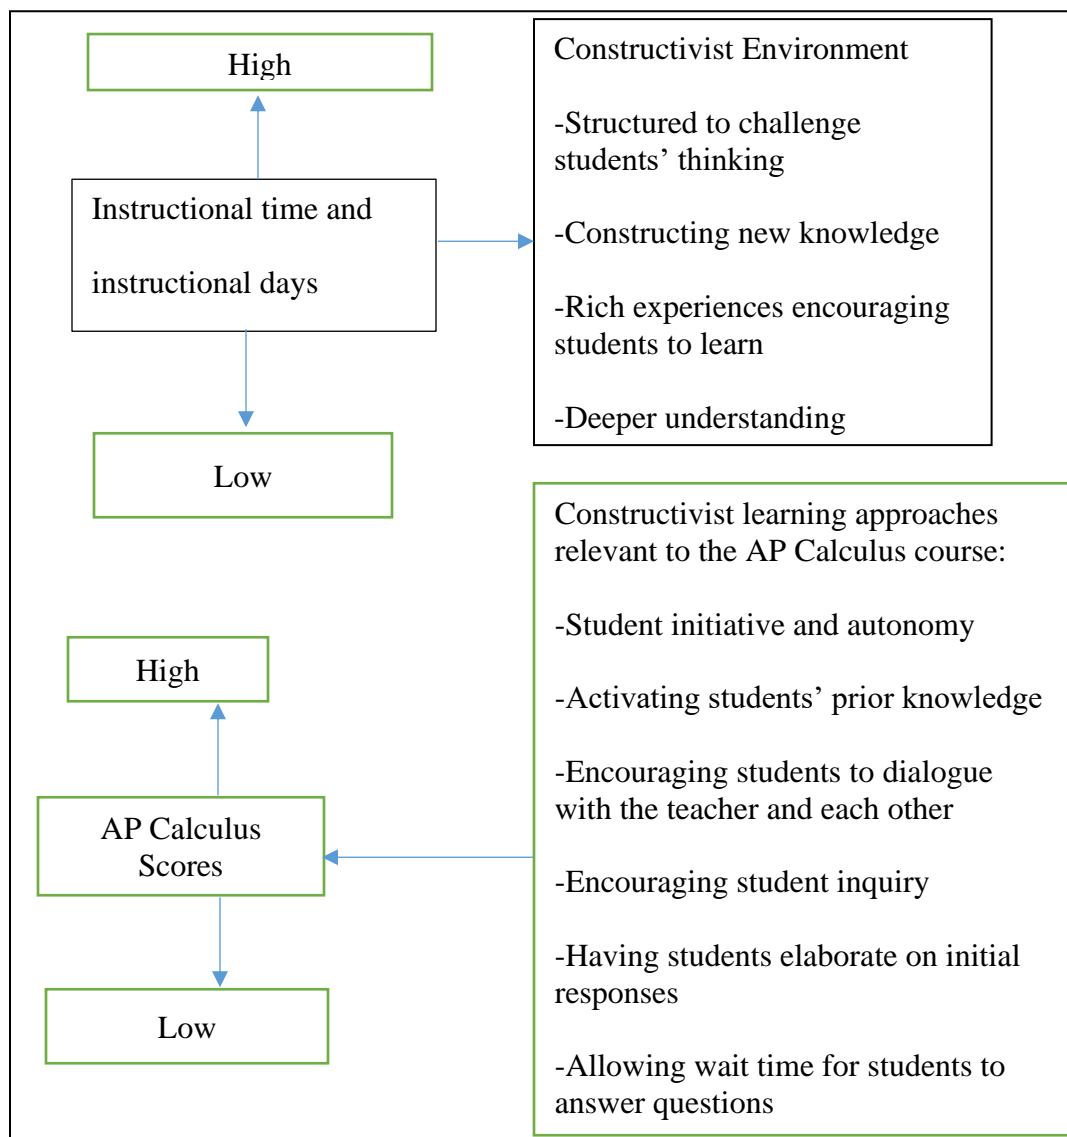 High
Instructional time and
instructional days
Low
Constructivist Environment
-Structured to challenge
students’ thinking
-Constructing new knowledge
-Rich experiences encouraging
students to learn
-Deeper understanding
High
AP Calculus
Scores
Low
Constructivist learning approaches
relevant to the AP Calculus course:
-Student initiative and autonomy
-Activating students’ prior knowledge
-Encouraging students to dialogue
with the teacher and each other
-Encouraging student inquiry
-Having students elaborate on initial
responses
-Allowing wait time for students to
answer questions